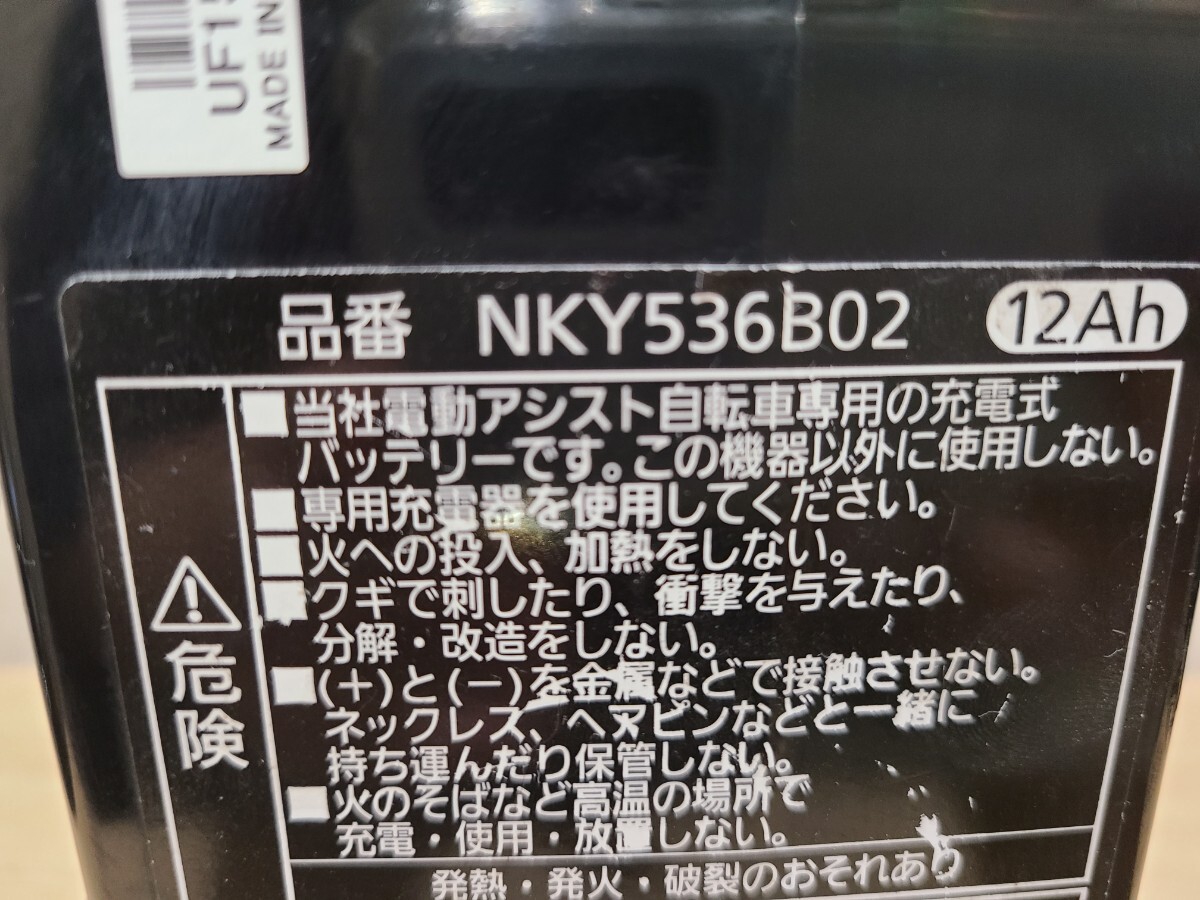 UF15
MADE IN
品番 NKY536B02 12Ah
■当社電動アシスト自転車専用の充電式
バッテリーです。この機器以外に使用しない。
■専用充電器を使用してください。
■火への投入、加熱をしない。
■クギで刺したり、衝撃を与えたり、
分解・改造をしない。
■(+)と(−)を金属などで接触させない。
ネックレス、ヘアピンなどと一緒に
持ち運んだり保管しない。
■火のそばなど高温の場所で
充電・使用・放置しない。
危険
発熱・発火・破裂のおそれあり